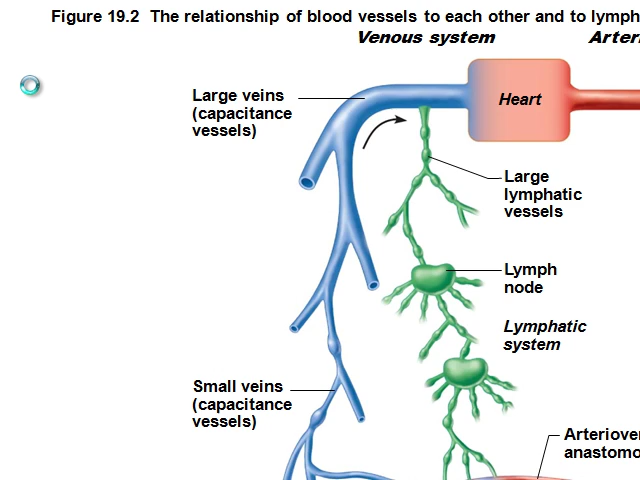 Figure 19.2 The relationship of blood vessels to each other and to lymph
Venous system
Large veins
(capacitance
vessels)
Heart
Large
lymphatic
vessels
Lymph
node
Lymphatic
system
Small veins
(capacitance
vessels)